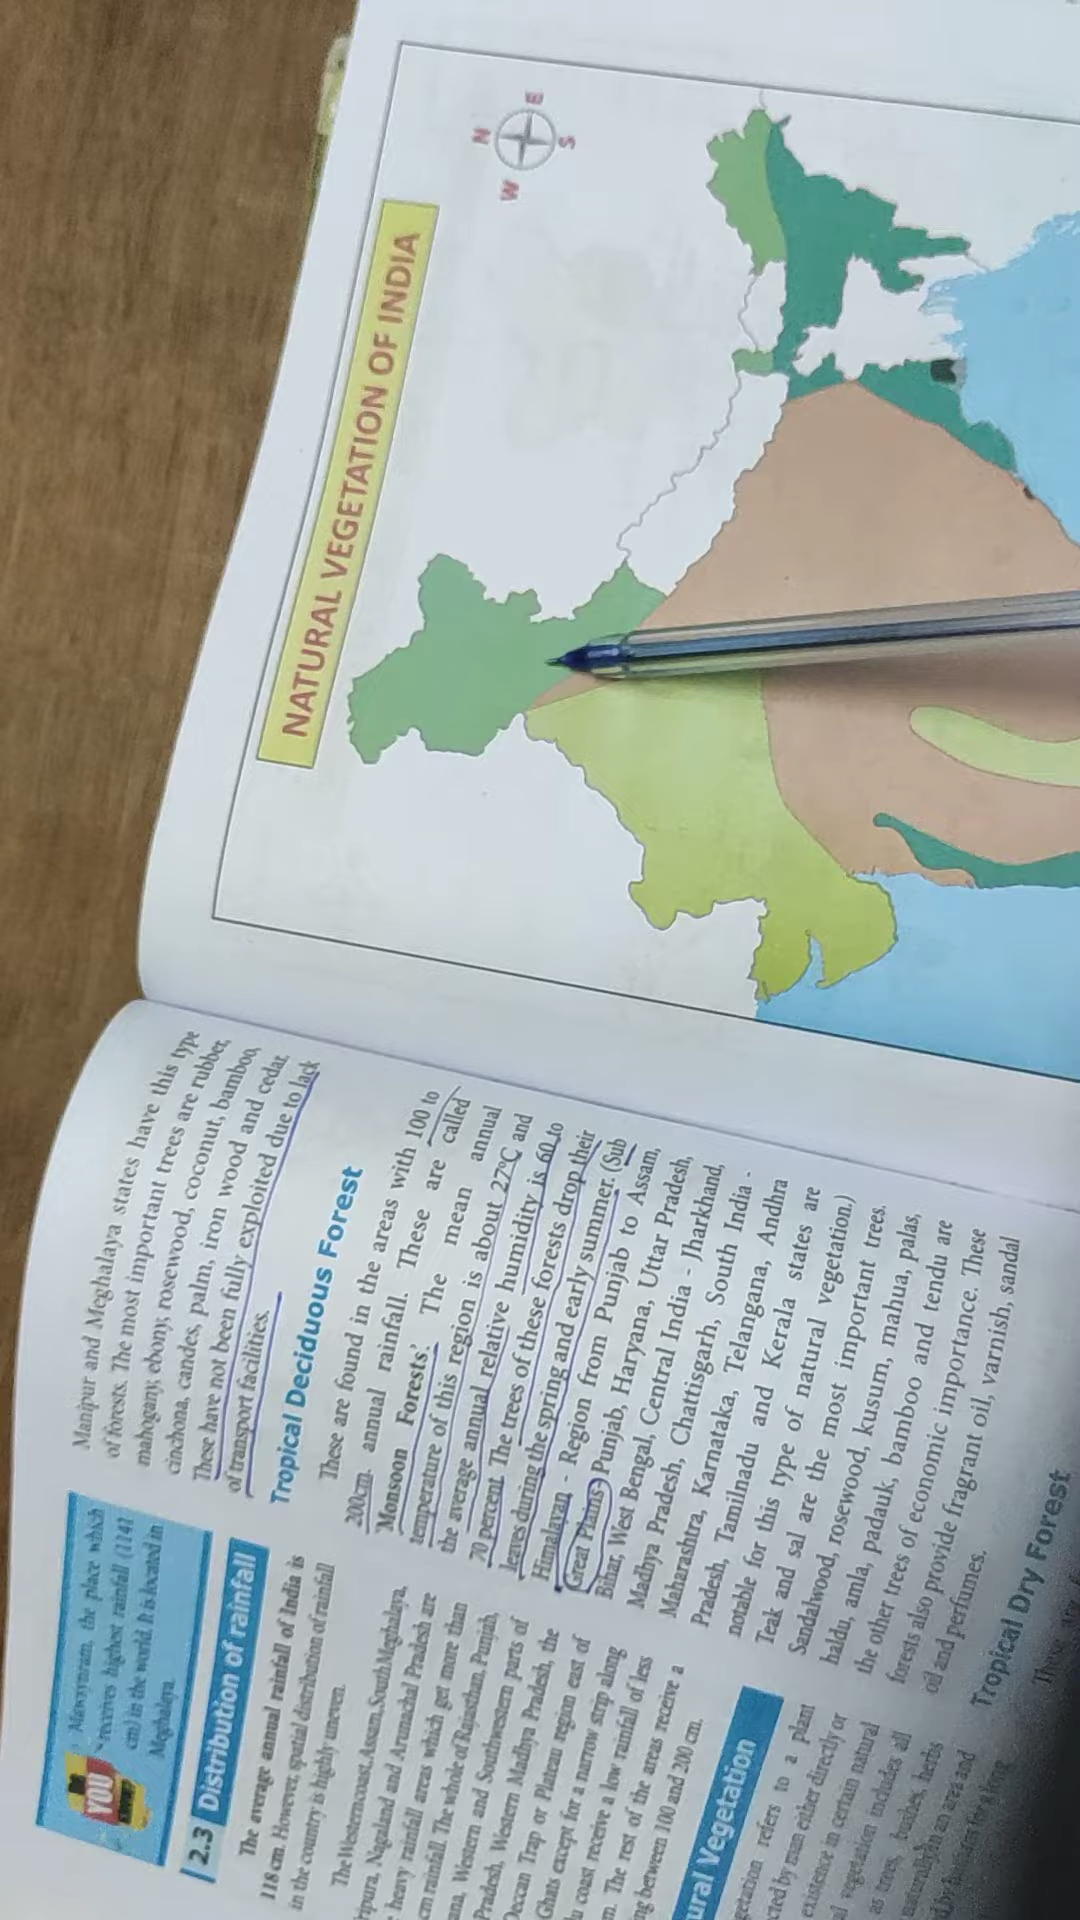 Mawsynram, the place which
receives highest rainfall (1141
cm) in the world. It is located in
Meghalaya.
YOU
2.3 Distribution of rainfall
The average annual rainfall of India is
118 cm. However, spatial distribution of rainfall
in the country is highly uneven.
The Western coast, Assam, South Meghalaya,
Tripura, Nagaland and Arunachal Pradesh are
heavy rainfall areas which get more than
cm rainfall. The whole of Rajasthan, Punjab,
Western and Southwestern parts of
Pradesh, Western Madhya Pradesh, the
Deccan Trap or Plateau region east of
Ghats except for a narrow strip along
coast receive a low rainfall of less
The rest of the areas receive a
between 100 and 200 cm.
Vegetation
refers to a plant
by man either directly or
existence in certain natural
vegetation includes all
as trees, bushes, herbs
in an area and
for a long
Manipur and Meghalaya states have this type
of forests. The most important trees are rubber,
mahogany, ebony, rosewood, coconut, bamboo,
cinchona, candes, palm, iron wood and cedar.
These have not been fully exploited due to lack
of transport facilities.
Tropical Deciduous Forest
These are found in the areas with 100 to
200cm. annual rainfall. These are called
'Monsoon Forests'. The mean annual
temperature of this region is about 27°C and
the average annual relative humidity is 60 to
70 percent. The trees of these forests drop their
leaves during the spring and early summer. (Sub
Himalayan - Region from Punjab to Assam,
Great Plains- Punjab, Haryana, Uttar Pradesh,
Bihar, West Bengal, Central India - Jharkhand,
Madhya Pradesh, Chattisgarh, South India -
Maharashtra, Karnataka, Telangana, Andhra
Pradesh, Tamilnadu and Kerala states are
notable for this type of natural vegetation.)
Teak and sal are the most important trees.
Sandalwood, rosewood, kusum, mahua, palas,
haldu, amla, padauk, bamboo and tendu are
the other trees of economic importance. These
forests also provide fragrant oil, varnish, sandal
oil and perfumes.
Tropical Dry Forest
NATURAL VEGETATION OF INDIA
N
W
E
S